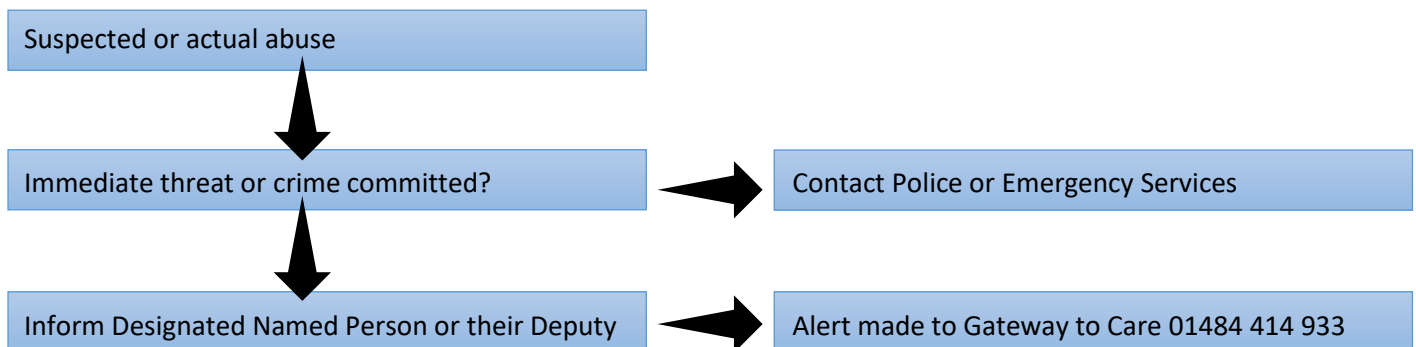 Suspected or actual abuse
Immediate threat or crime committed?
Contact Police or Emergency Services
Inform Designated Named Person or their Deputy
Alert made to Gateway to Care 01484 414 933